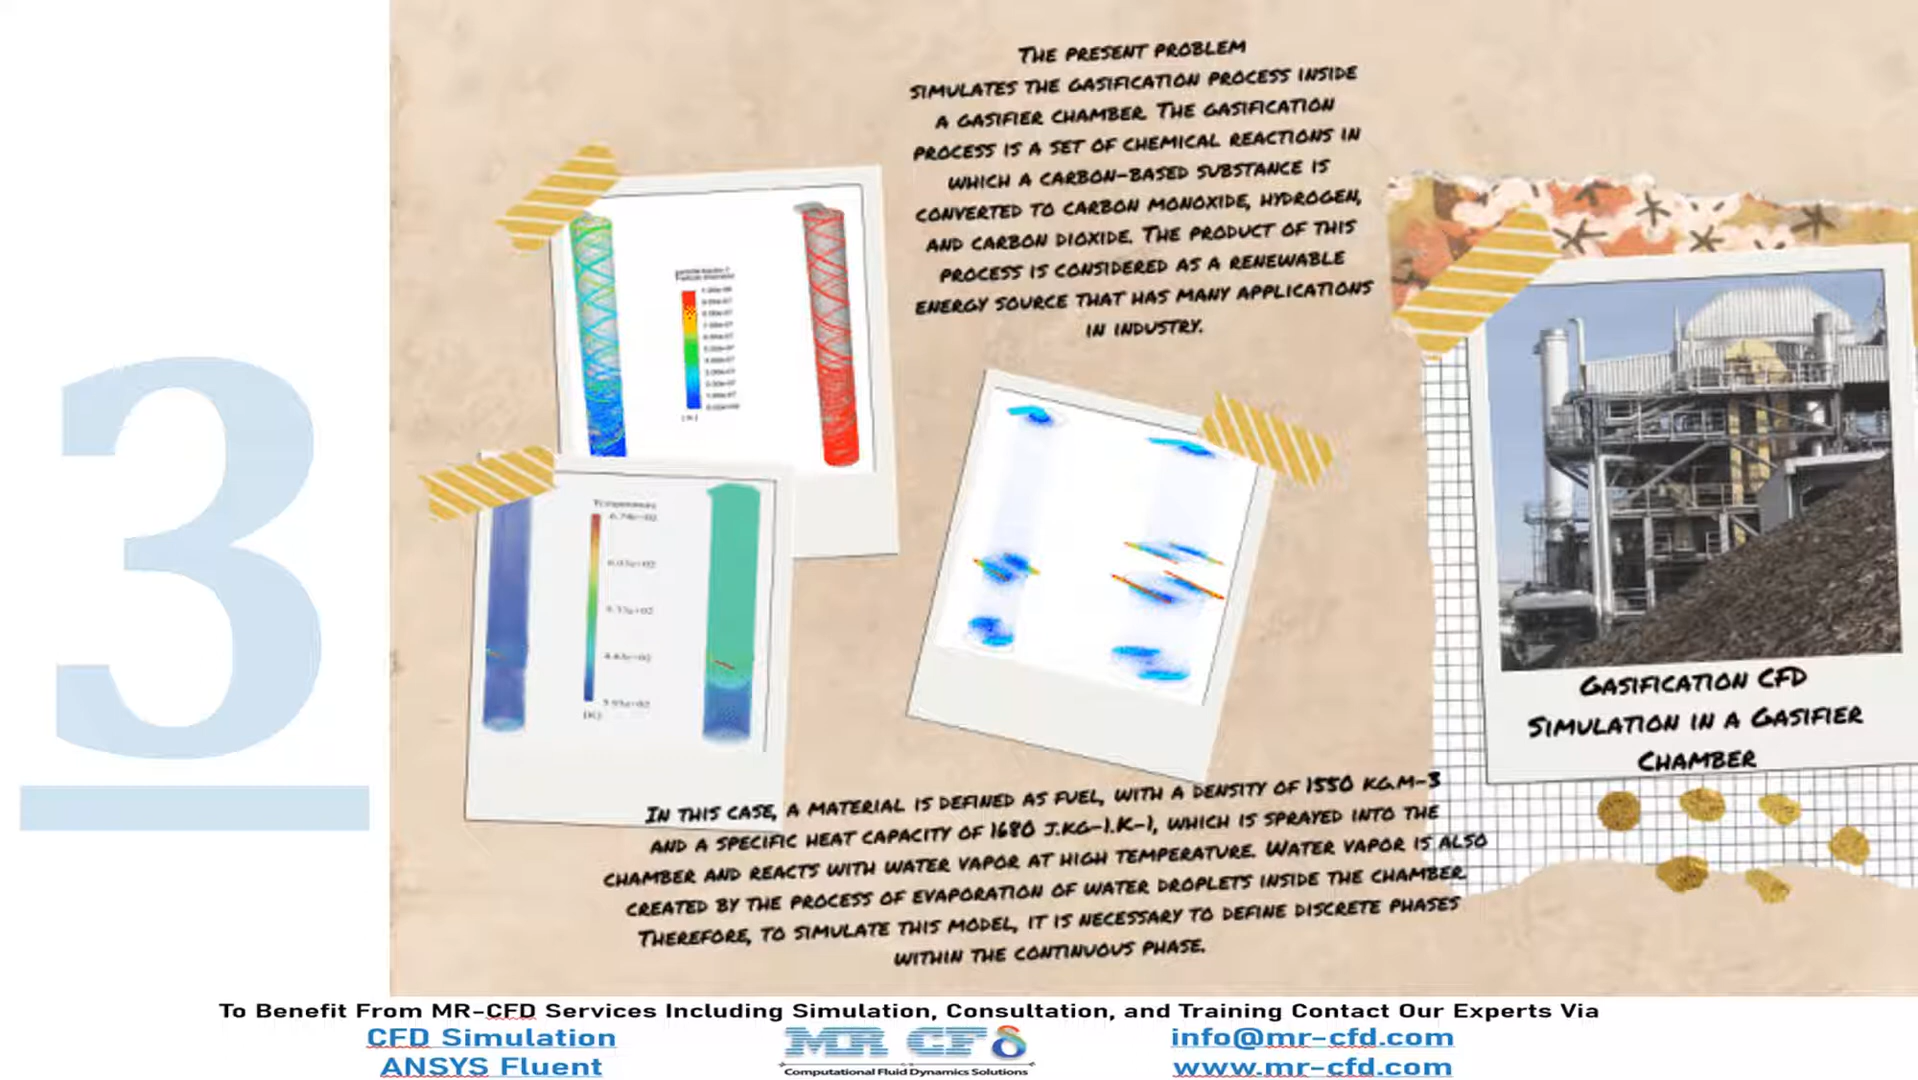 3
THE PRESENT PROBLEM
SIMULATES THE GASIFICATION PROCESS INSIDE
A GASIFIER CHAMBER. THE GASIFICATION
PROCESS IS A SET OF CHEMICAL REACTIONS IN
WHICH A CARBON-BASED SUBSTANCE IS
CONVERTED TO CARBON MONOXIDE, HYDROGEN,
AND CARBON DIOXIDE. THE PRODUCT OF THIS
PROCESS IS CONSIDERED AS A RENEWABLE
ENERGY SOURCE THAT HAS MANY APPLICATIONS
IN INDUSTRY.
Temperature
[K]
GASIFICATION CFD
SIMULATION IN A GASIFIER
CHAMBER
IN THIS CASE, A MATERIAL IS DEFINED AS FUEL, WITH A DENSITY OF 1550 KG.M-3
AND A SPECIFIC HEAT CAPACITY OF 1680 J.KG-1.K-1, WHICH IS SPRAYED INTO THE
CHAMBER AND REACTS WITH WATER VAPOR AT HIGH TEMPERATURE. WATER VAPOR IS ALSO
CREATED BY THE PROCESS OF EVAPORATION OF WATER DROPLETS INSIDE THE CHAMBER.
THEREFORE, TO SIMULATE THIS MODEL, IT IS NECESSARY TO DEFINE DISCRETE PHASES
WITHIN THE CONTINUOUS PHASE.
To Benefit From MR-CFD Services Including Simulation, Consultation, and Training Contact Our Experts Via
CFD Simulation
ANSYS Fluent
MR CFD
Computational Fluid Dynamics Solutions
info@mr-cfd.com
www.mr-cfd.com